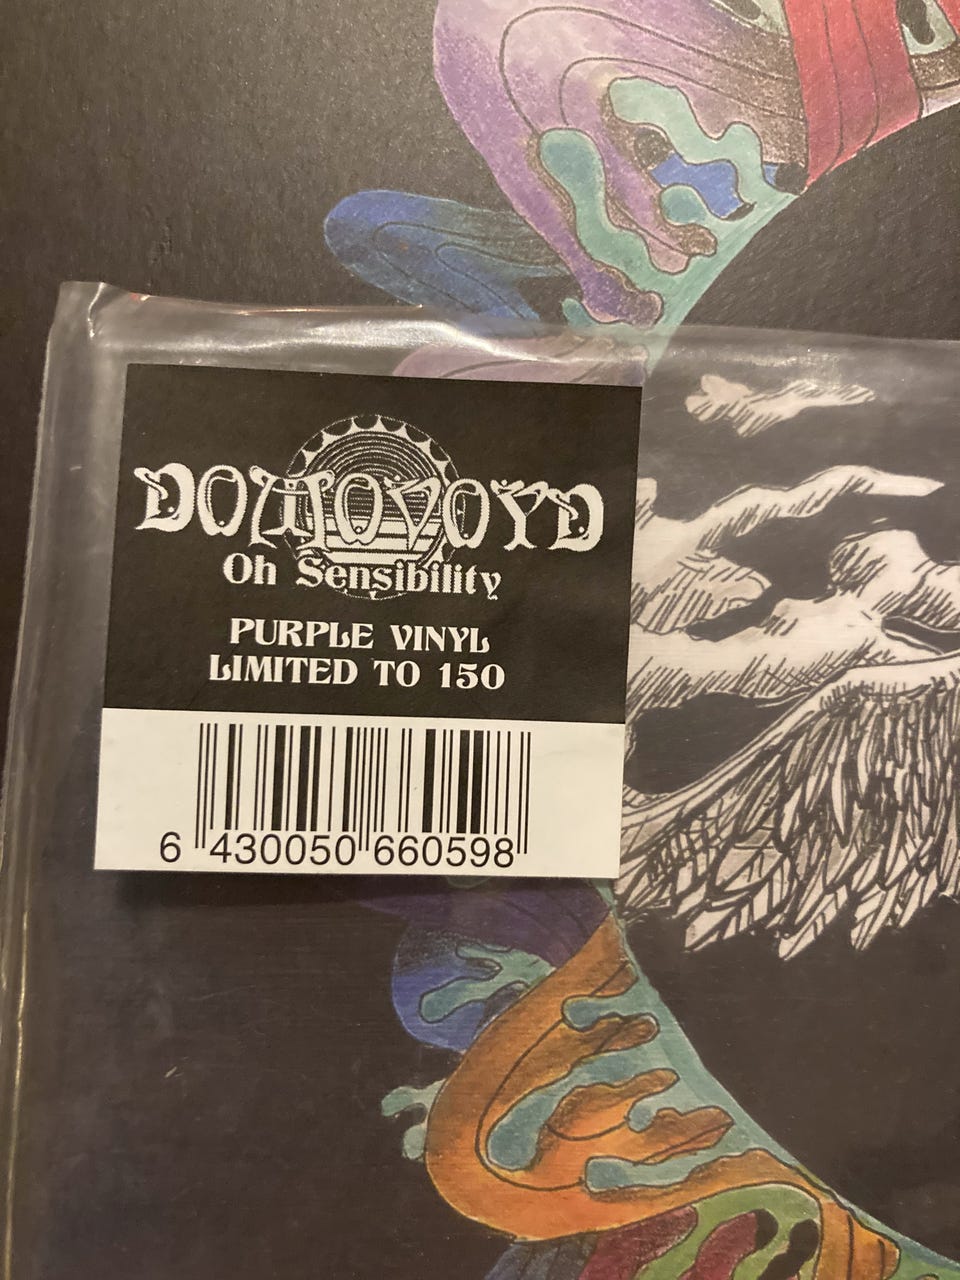 DOMOVOYD
Oh Sensibility
PURPLE VINYL
LIMITED TO 150
6 430050 660598